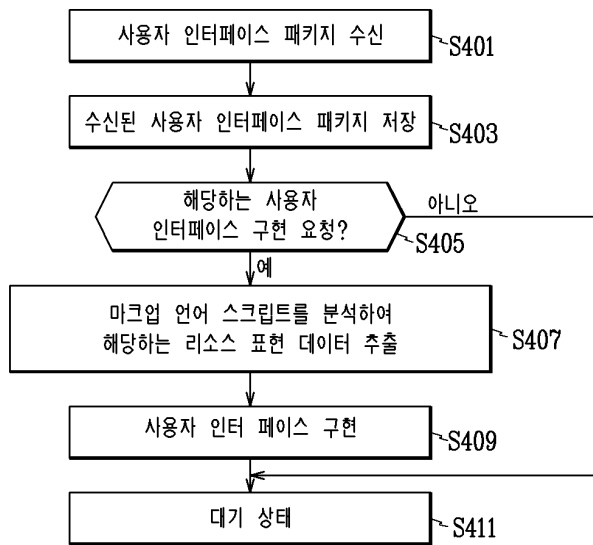 사용자 인터페이스 패키지 수신
S401
수신된 사용자 인터페이스 패키지 저장
S403
해당하는 사용자
인터페이스 구현 요청?
아니오
S405
예
마크업 언어 스크립트를 분석하여
해당하는 리소스 표현 데이터 추출
S407
사용자 인터 페이스 구현
S409
대기 상태
S411